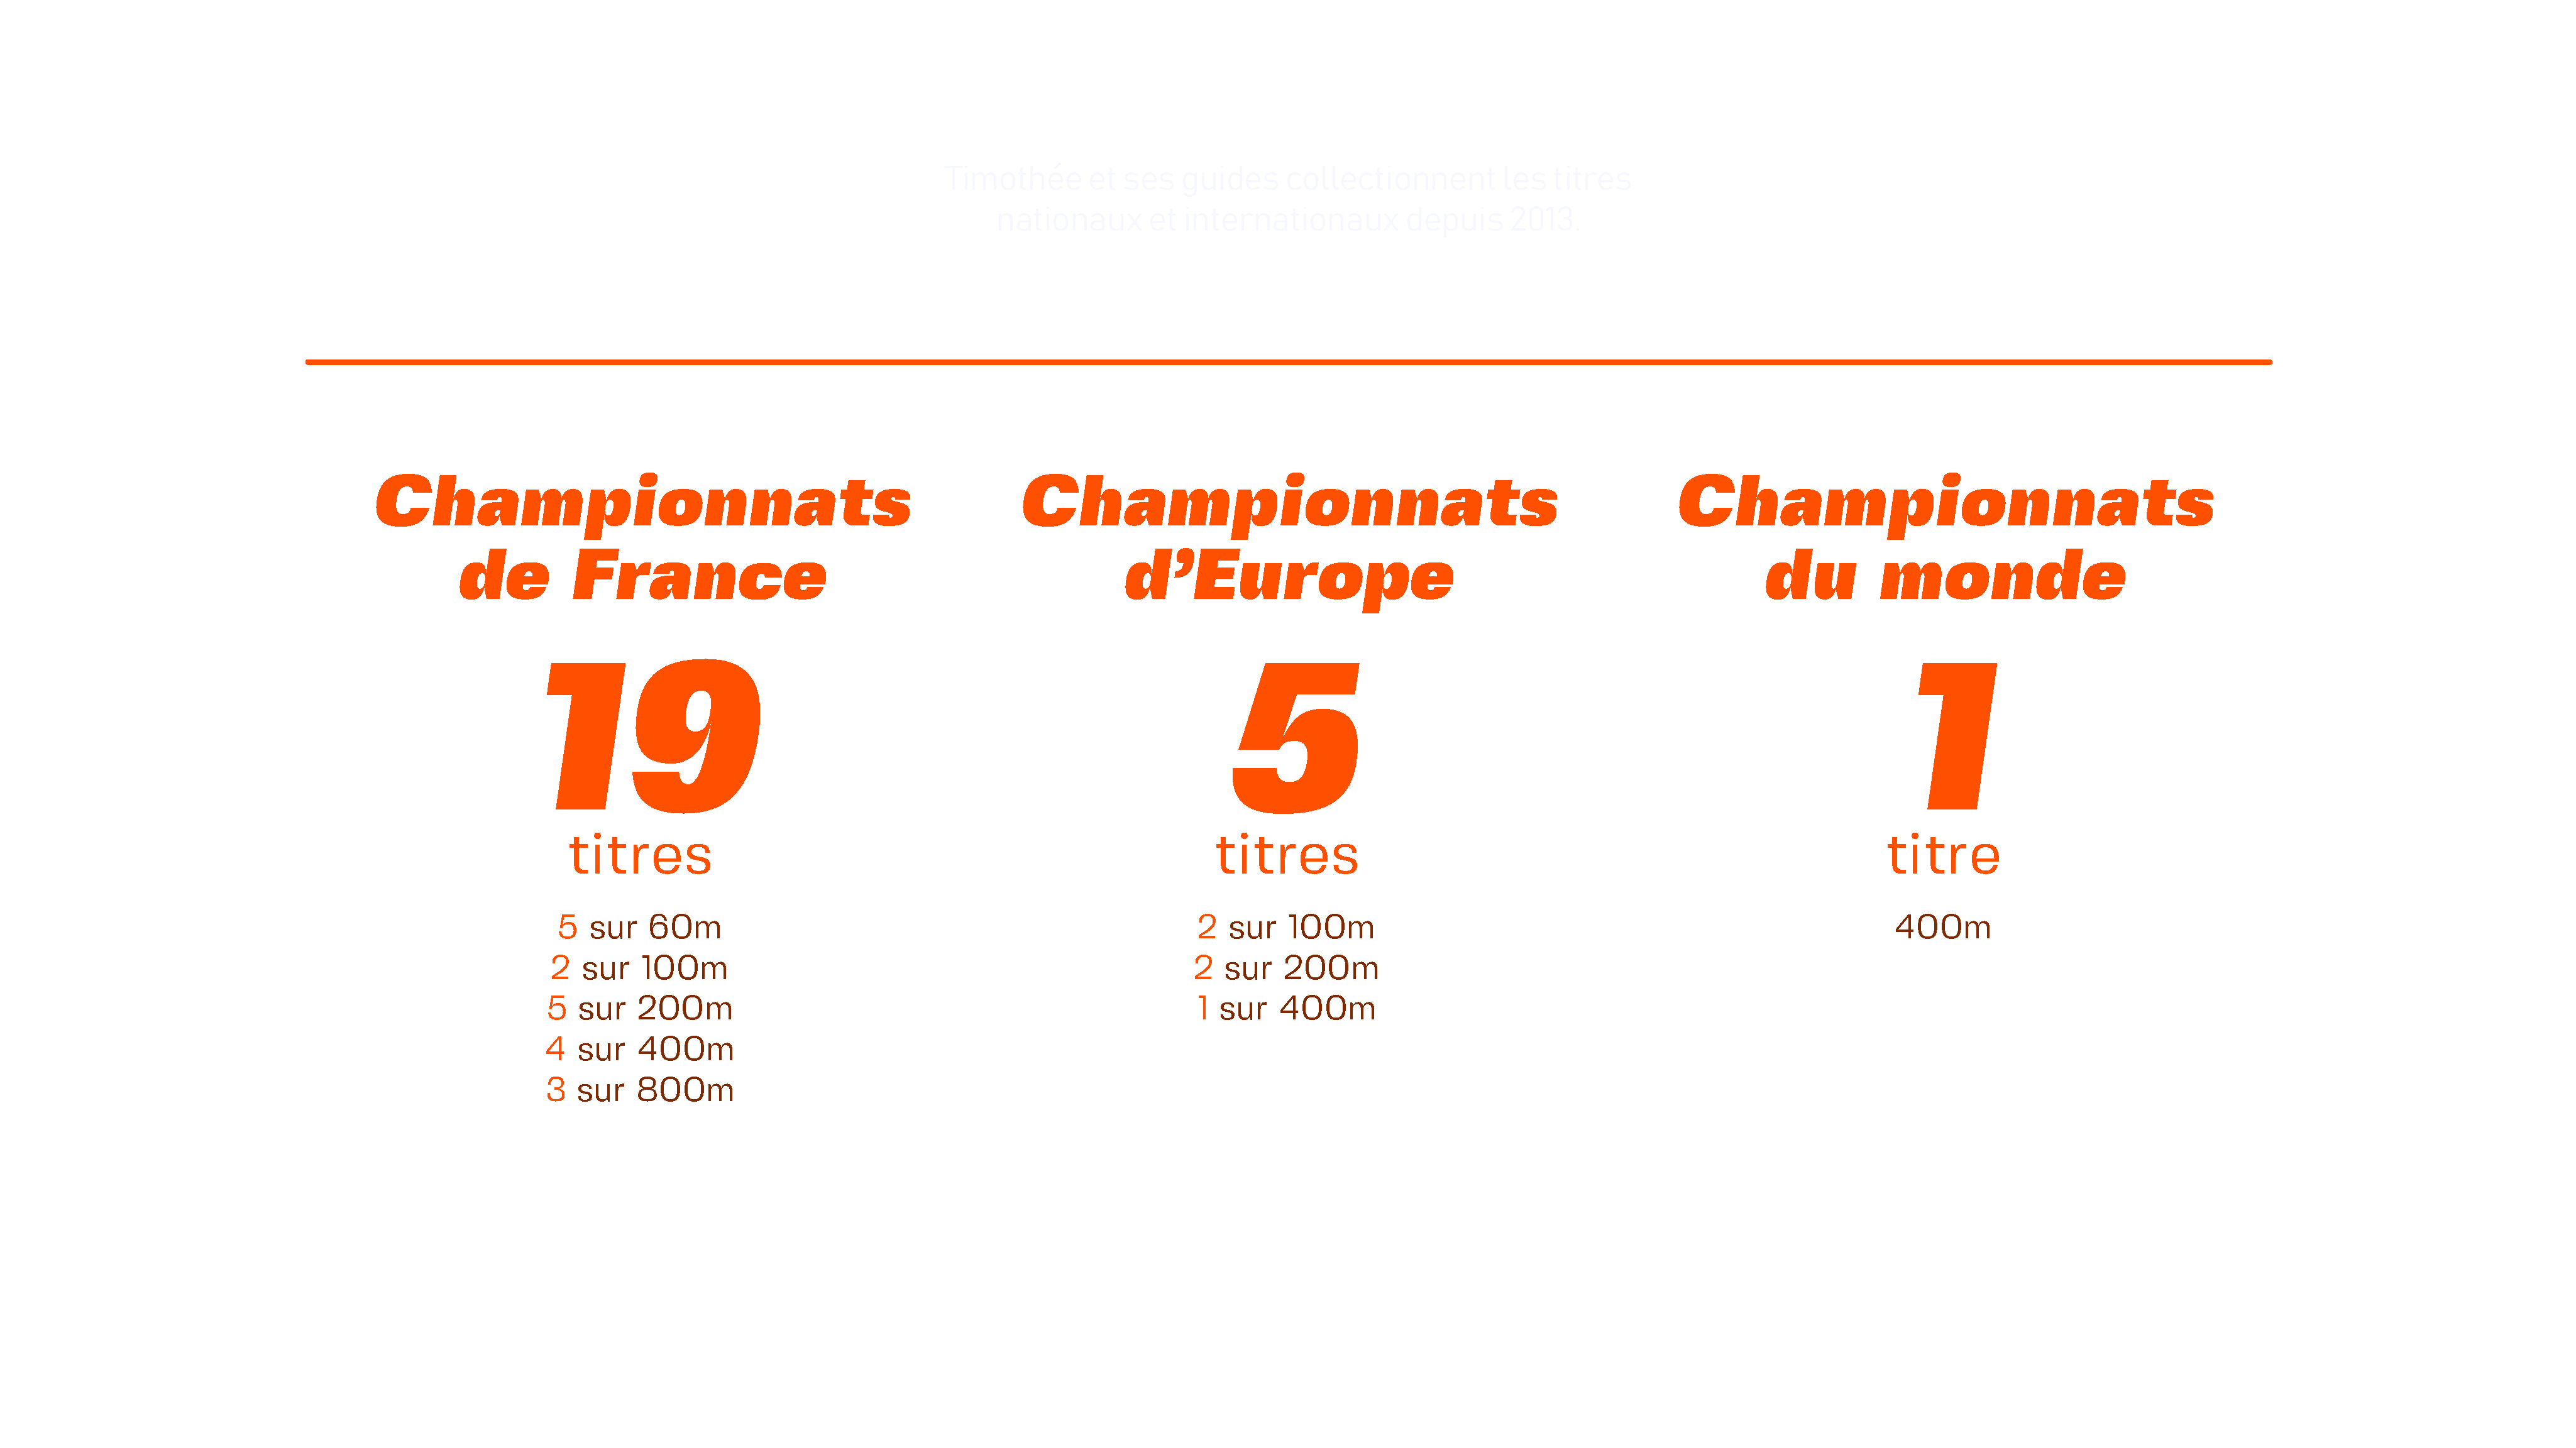 Timothée et ses guides collectionnent les titres
nationaux et internationaux depuis 2013.
Championnats
de France
19
titres
5 sur 60m
2 sur 100m
5 sur 200m
4 sur 400m
3 sur 800m
Championnats
d’Europe
5
titres
2 sur 100m
2 sur 200m
1 sur 400m
Championnats
du monde
1
titre
400m